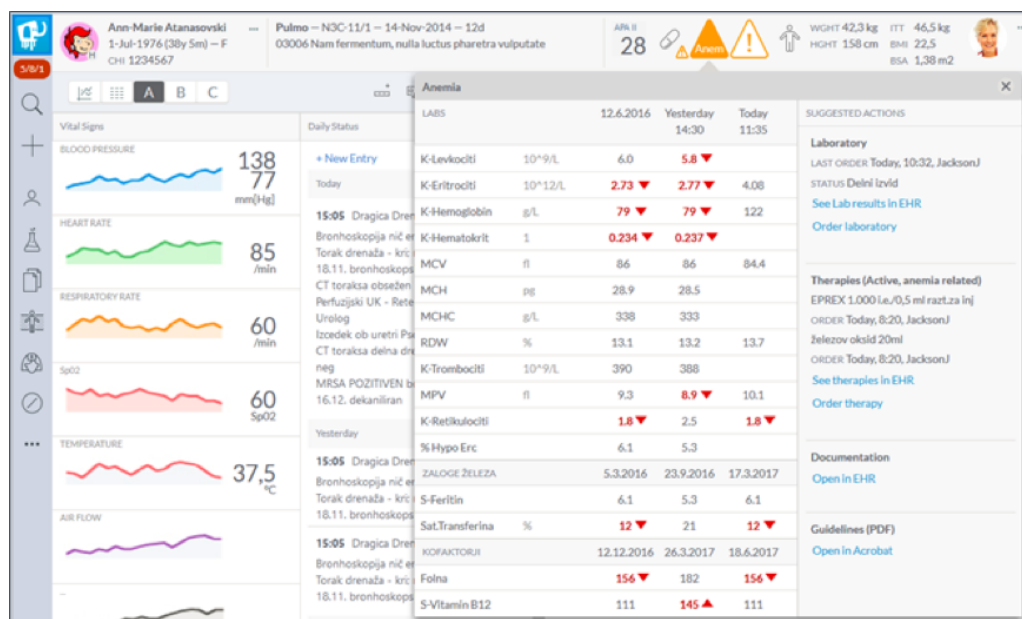 Ann-Marie Atanasovski
1-Jul-1976 (38y 5m) — F
CHI 1234567
H
Pulmo — N3C-11/1 — 14-Nov-2014 — 12d
03006 Nam fermentum, nulla luctus pharetra vulputate
APA II
28
Anem
WGHT 42,3 kg ITT 46,5 kg
HGHT 158 cm BMI 22,5
BSA 1,38 m2
5/8/1
A B C
Vital Signs
BLOOD PRESSURE
138
77
mm[Hg]
HEART RATE
85
/min
RESPIRATORY RATE
60
/min
SpO2
60
SpO2
TEMPERATURE
37,5
°C
AIR FLOW
Daily Status
+ New Entry
Today
15:05 Dragica Dren
Bronhoskopija nič
Torak drenaža - kri:
18.11. bronhoskops
CT toraksa obsežen
Perfuzijski UK - Rete
Urolog
Izcedek ob uretri Ps
CT toraksa delna dre
neg
MRSA POZITIVEN
16.12. dekaniliran
Yesterday
15:05 Dragica Dren
Bronhoskopija nič
Torak drenaža - kri:
18.11. bronhoskops
15:05 Dragica Dren
Bronhoskopija nič
Torak drenaža - kri:
18.11. bronhoskops
Anemia
LABS 12.6.2016 Yesterday 14:30 Today 11:35
K-Levkociti 10^9/L 6.0 5.8 ▼
K-Eritrociti 10^12/L 2.73 ▼ 2.77 ▼ 4.08
K-Hemoglobin g/L 79 ▼ 79 ▼ 122
K-Hematokrit 1 0.234 ▼ 0.237 ▼
MCV fl 86 86 84.4
MCH pg 28.9 28.5
MCHC g/L 338 333
RDW % 13.1 13.2 13.7
K-Trombociti 10^9/L 390 388
MPV fl 9.3 8.9 ▼ 10.1
K-Retikulociti 1.8 ▼ 2.5 1.8 ▼
% Hypo Erc 6.1 5.3
ZALOGE ŽELEZA 5.3.2016 23.9.2016 17.3.2017
S-Feritin 6.1 5.3 6.1
Sat.Transferina % 12 ▼ 21 12 ▼
KOFAKTORJI 12.12.2016 26.3.2017 18.6.2017
Folna 156 ▼ 182 156 ▼
S-Vitamin B12 111 145 ▲ 111
SUGGESTED ACTIONS
Laboratory
LAST ORDER Today, 10:32, JacksonJ
STATUS Delni izvid
See Lab results in EHR
Order laboratory
Therapies (Active, anemia related)
EPREX 1.000 i.e./0,5 ml razt.za inj
ORDER Today, 8:20, JacksonJ
železov oksid 20ml
ORDER Today, 8:20, JacksonJ
See therapies in EHR
Order therapy
Documentation
Open in EHR
Guidelines (PDF)
Open in Acrobat